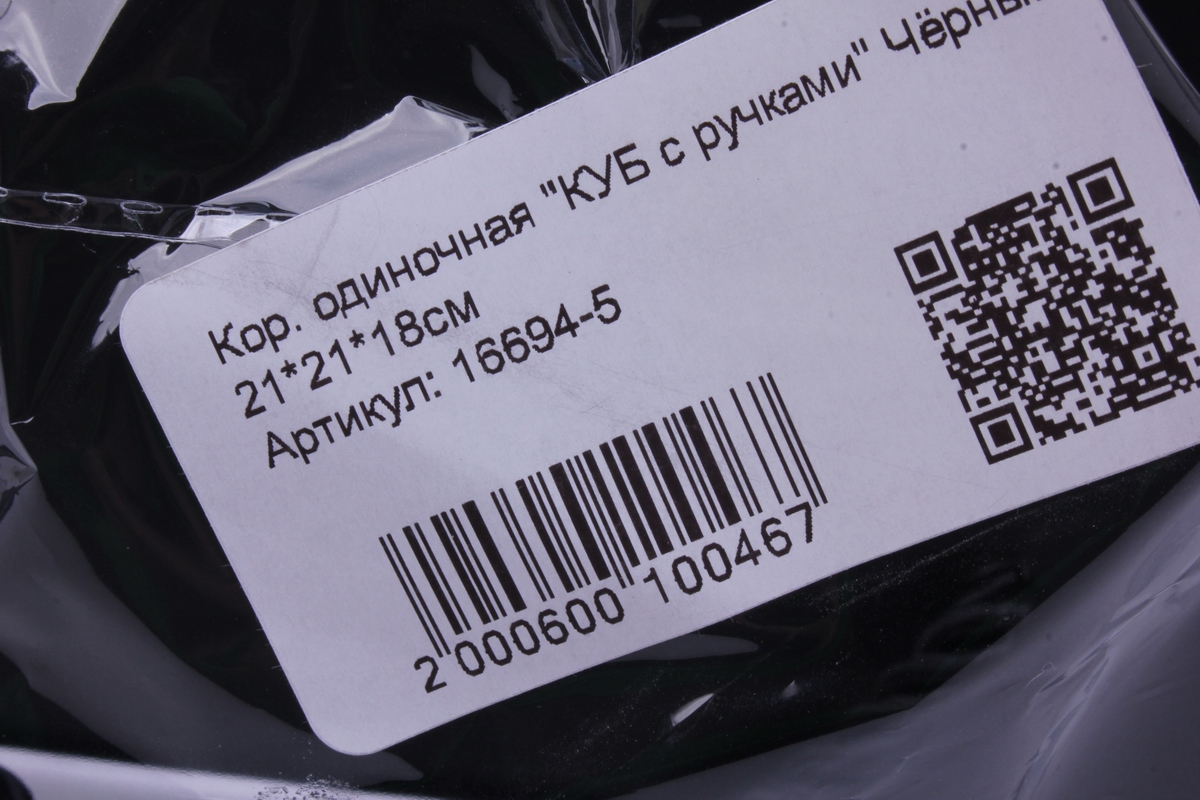 Кор. одиночная "КУБ с ручками"
21*21*18см
Артикул: 16694-5
2 000600 100467